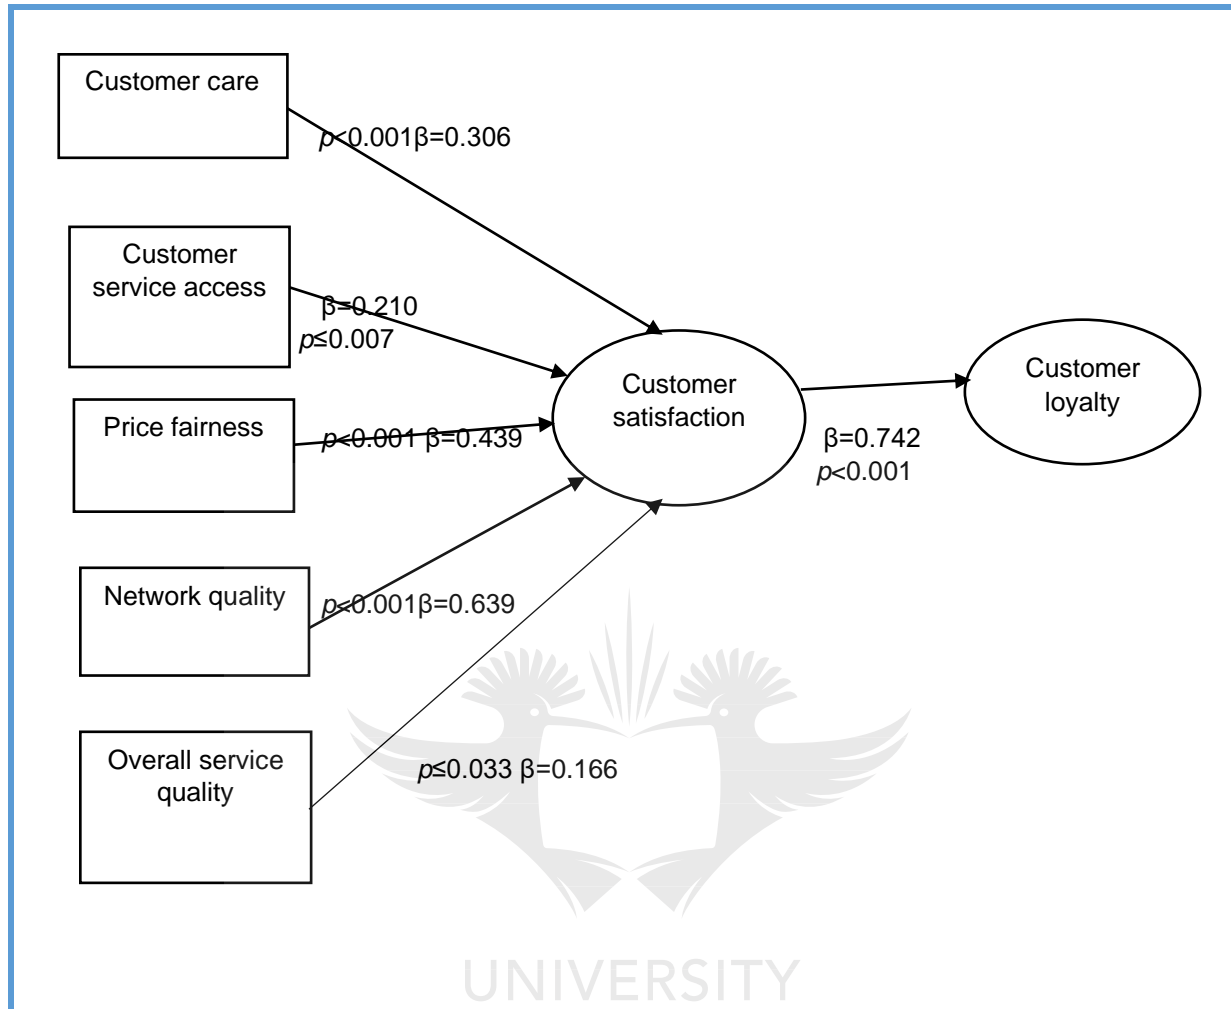 Customer care
p<0.001β=0.306
Customer
service access
β=0.210
p≤0.007
Price fairness
p<0.001 β=0.439
Customer
satisfaction
Customer
loyalty
β=0.742
p<0.001
Network quality
p<0.001β=0.639
Overall service
quality
p≤0.033 β=0.166
UNIVERSITY